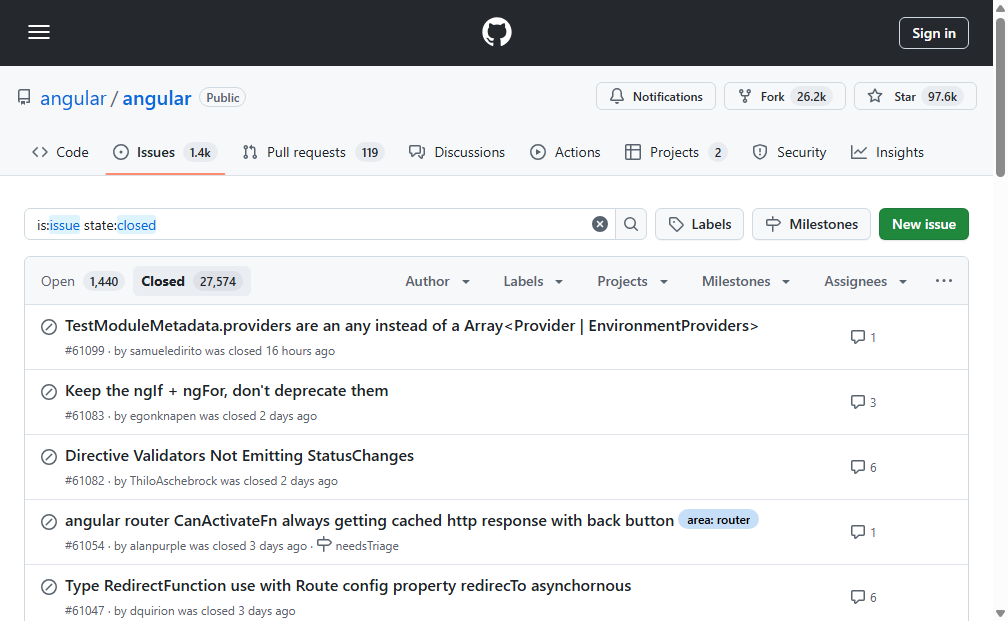 Sign in
angular / angular Public
Notifications Fork 26.2k Star 97.6k
Code Issues 1.4k Pull requests 119 Discussions Actions Projects 2 Security Insights
is:issue state:closed Labels Milestones New issue
Open 1,440 Closed 27,574 Author Labels Projects Milestones Assignees
TestModuleMetadata.providers are an any instead of a Array<Provider | EnvironmentProviders>
1
#61099 · by samueledirito was closed 16 hours ago
Keep the ngIf + ngFor, don't deprecate them
3
#61083 · by egonknapen was closed 2 days ago
Directive Validators Not Emitting StatusChanges
6
#61082 · by ThiloAschebrock was closed 2 days ago
angular router CanActivateFn always getting cached http response with back button area: router
1
#61054 · by alanpurple was closed 3 days ago · needsTriage
Type RedirectFunction use with Route config property redirecTo asynchornous
6
#61047 · by dquirion was closed 3 days ago